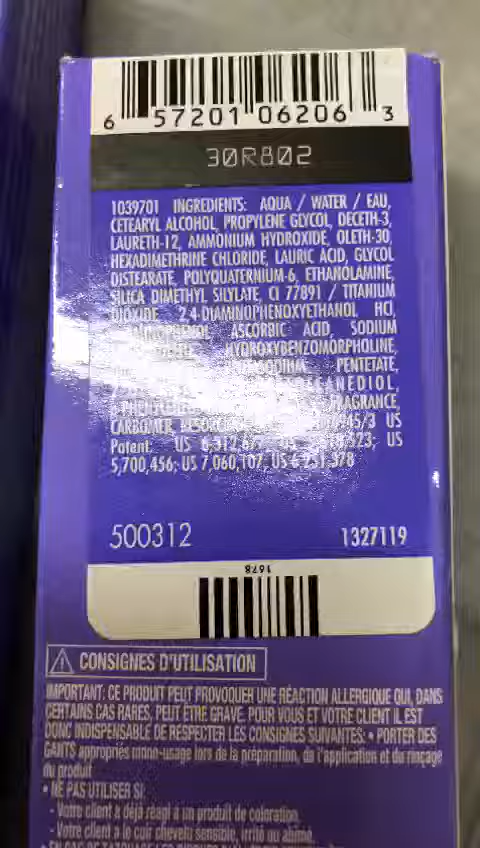 6 57201 06206 3
30R802
1039701 INGREDIENTS: AQUA / WATER / EAU,
CETEARYL ALCOHOL, PROPYLENE GLYCOL, DECETH-3,
LAURETH-12, AMMONIUM HYDROXIDE, OLETH-30,
HEXADIMETHRINE CHLORIDE, LAURIC ACID, GLYCOL
DISTEARATE, POLYQUATERNIUM-6, ETHANOLAMINE,
SILICA DIMETHYL SILYLATE, CI 77891 / TITANIUM
DIOXIDE 2,4-DIAMINOPHENOXYETHANOL HCl,
ASCORBIC ACID, SODIUM
HYDROXYBENZOMORPHOLINE,
PENTETATE,
FRAGRANCE,
CARBOMER, US
Patent: US US
5,700,456; US 7,060,107,
500312 1327119
1678
CONSIGNES D'UTILISATION
IMPORTANT: CE PRODUIT PEUT PROVOQUER UNE RÉACTION ALLERGIQUE QUI, DANS
CERTAINS CAS RARES, PEUT ÊTRE GRAVE. POUR VOUS ET VOTRE CLIENT IL EST
DONC INDISPENSABLE DE RESPECTER LES CONSIGNES SUIVANTES: • PORTER DES
GANTS appropriés mono-usage lors de la préparation, de l'application et du rinçage
du produit
• NE PAS UTILISER SI:
- Votre client a déjà réagi à un produit de coloration.
- Votre client a le cuir chevelu sensible, irrité ou abîmé.